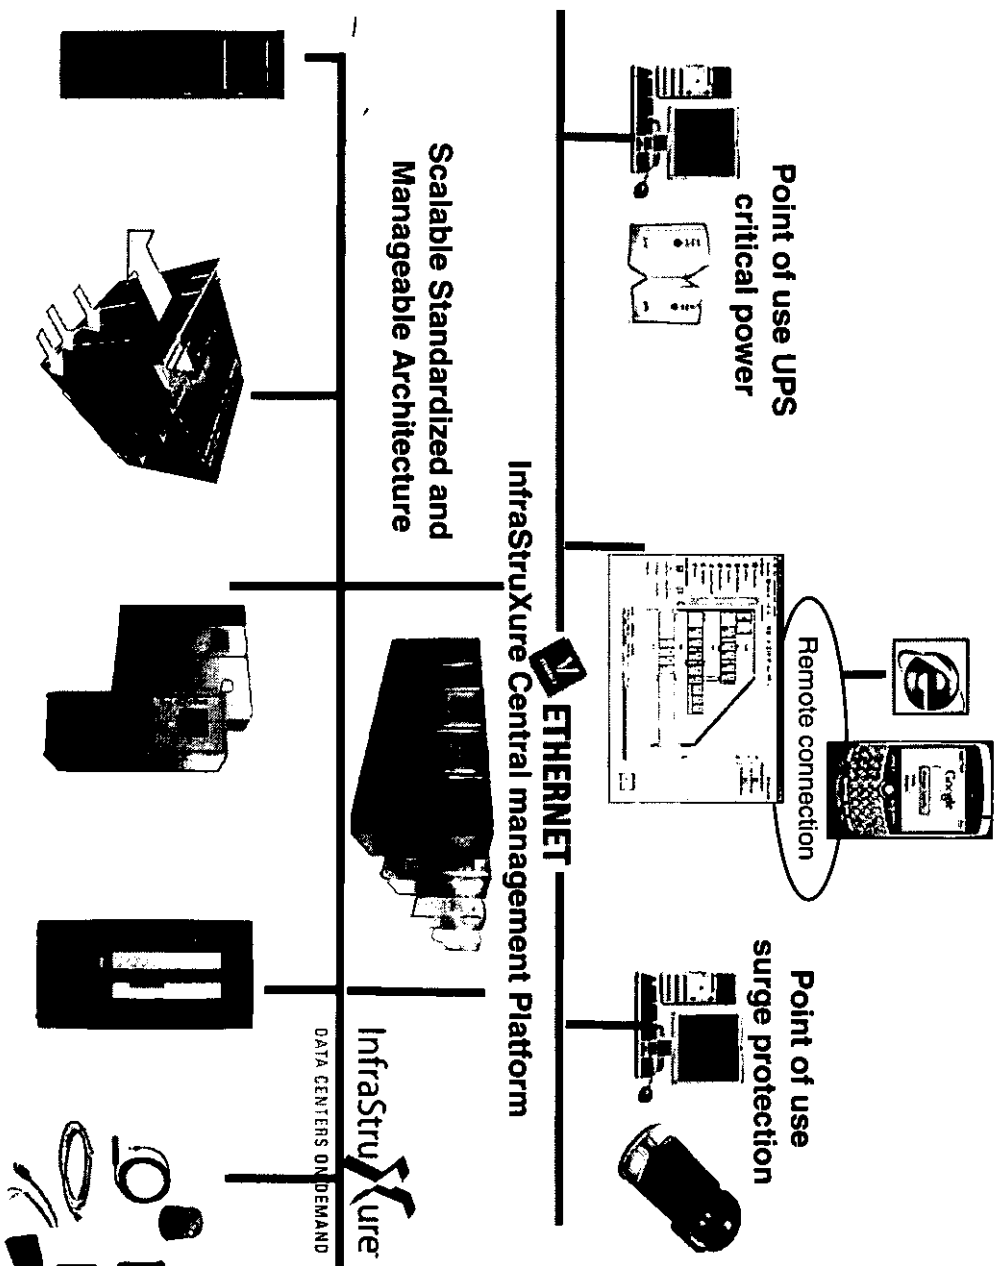 Remote connection
Google
Point of use UPS
critical power
Point of use
surge protection
ETHERNET
InfraStruXure Central management Platform
Scalable Standardized and
Manageable Architecture
InfraStruXure
DATA CENTERS ON DEMAND